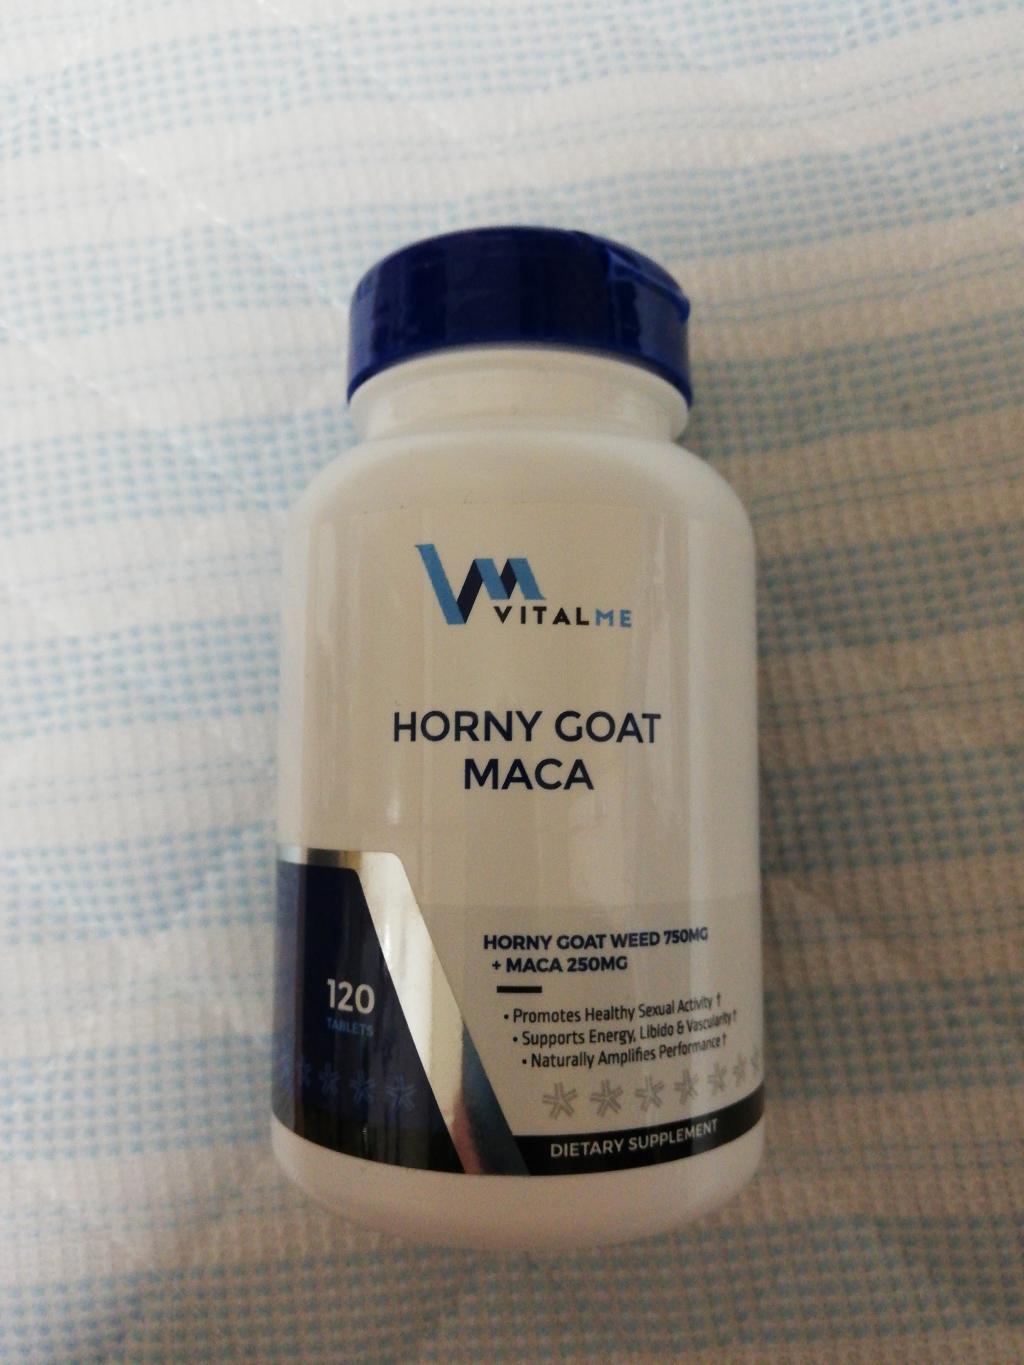 VITALME
HORNY GOAT
MACA
HORNY GOAT WEED 750MG
+ MACA 250MG
• Promotes Healthy Sexual Activity †
• Supports Energy, Libido & Vascularity †
• Naturally Amplifies Performance †
120
TABLETS
DIETARY SUPPLEMENT